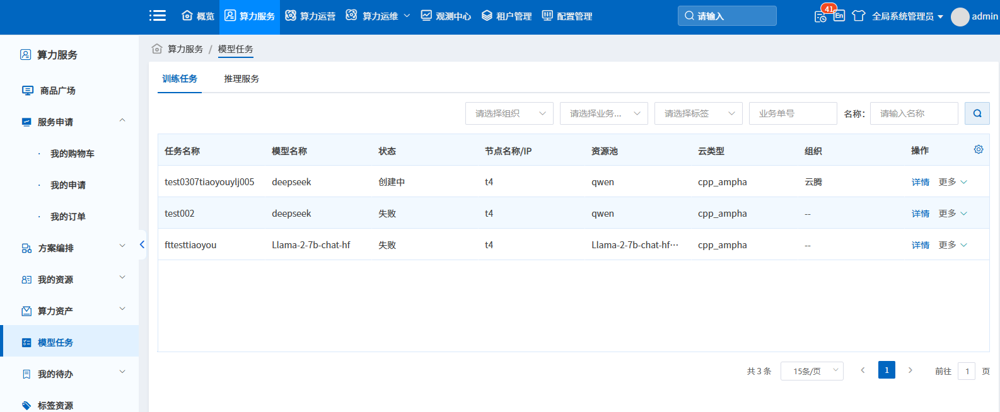 概览 算力服务 算力运营 算力运维 观测中心 租户管理 配置管理 请输入 41 En 全局系统管理员 admin
算力服务
商品广场
服务申请
我的购物车
我的申请
我的订单
方案编排
我的资源
算力资产
模型任务
我的待办
标签资源
算力服务 / 模型任务
训练任务 推理服务
请选择组织 请选择业务... 请选择标签 业务单号 名称: 请输入名称
任务名称 模型名称 状态 节点名称/IP 资源池 云类型 组织 操作
test0307tiaoyouylj005 deepseek 创建中 t4 qwen cpp_ampha 云腾 详情 更多
test002 deepseek 失败 t4 qwen cpp_ampha -- 详情 更多
fttesttiaoyou Llama-2-7b-chat-hf 失败 t4 Llama-2-7b-chat-hf··· cpp_ampha -- 详情 更多
共 3 条 15条/页 1 前往 1 页